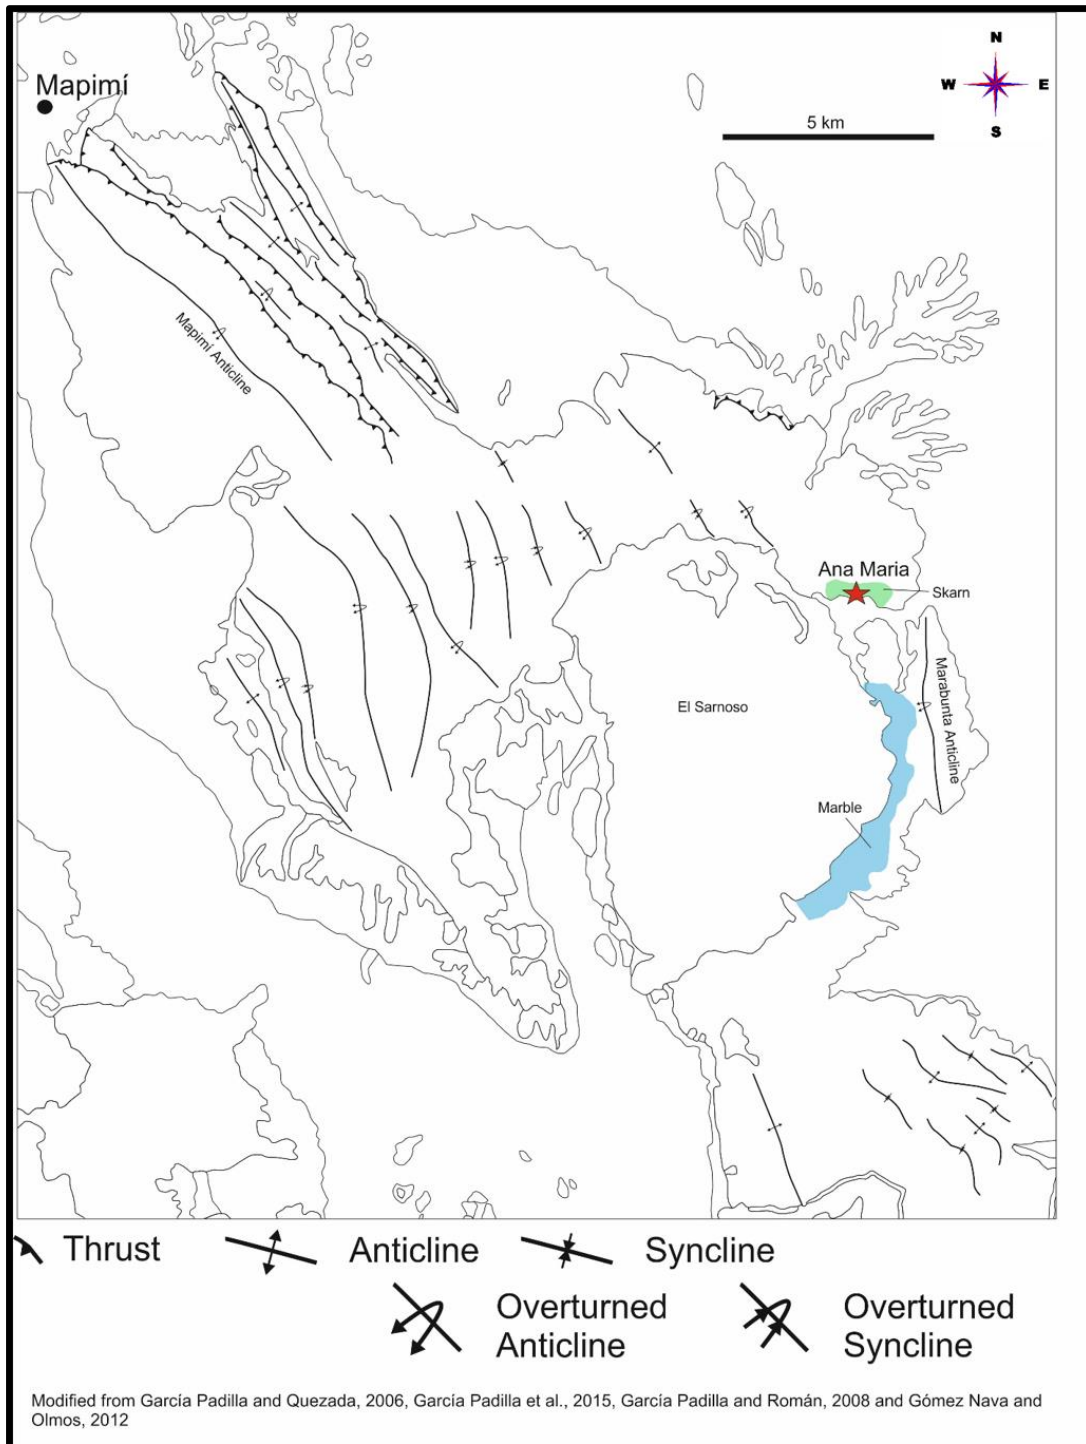 N
W E
S
Mapimí
5 km
Mapimí Anticline
Ana Maria
Skarn
Marabunta Anticline
El Sarnoso
Marble
Thrust
Anticline
Syncline
Overturned
Anticline
Overturned
Syncline
Modified from García Padilla and Quezada, 2006, García Padilla et al., 2015, García Padilla and Román, 2008 and Gómez Nava and
Olmos, 2012